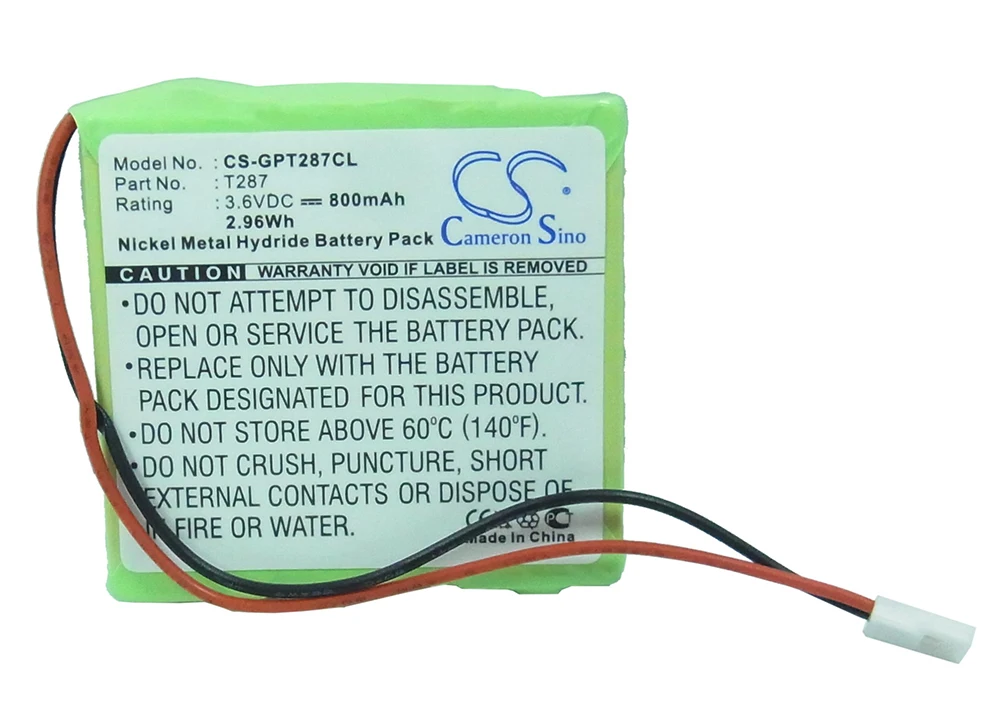 Model No. : CS-GPT287CL
Part No. : T287
Rating : 3.6VDC ⎓ 800mAh
2.96Wh
Nickel Metal Hydride Battery Pack
CS
Cameron Sino
CAUTION WARRANTY VOID IF LABEL IS REMOVED
•DO NOT ATTEMPT TO DISASSEMBLE,
OPEN OR SERVICE THE BATTERY PACK.
•REPLACE ONLY WITH THE BATTERY
PACK DESIGNATED FOR THIS PRODUCT.
•DO NOT STORE ABOVE 60°C (140°F).
•DO NOT CRUSH, PUNCTURE, SHORT
EXTERNAL CONTACTS OR DISPOSE OF
IN FIRE OR WATER.
Made In China